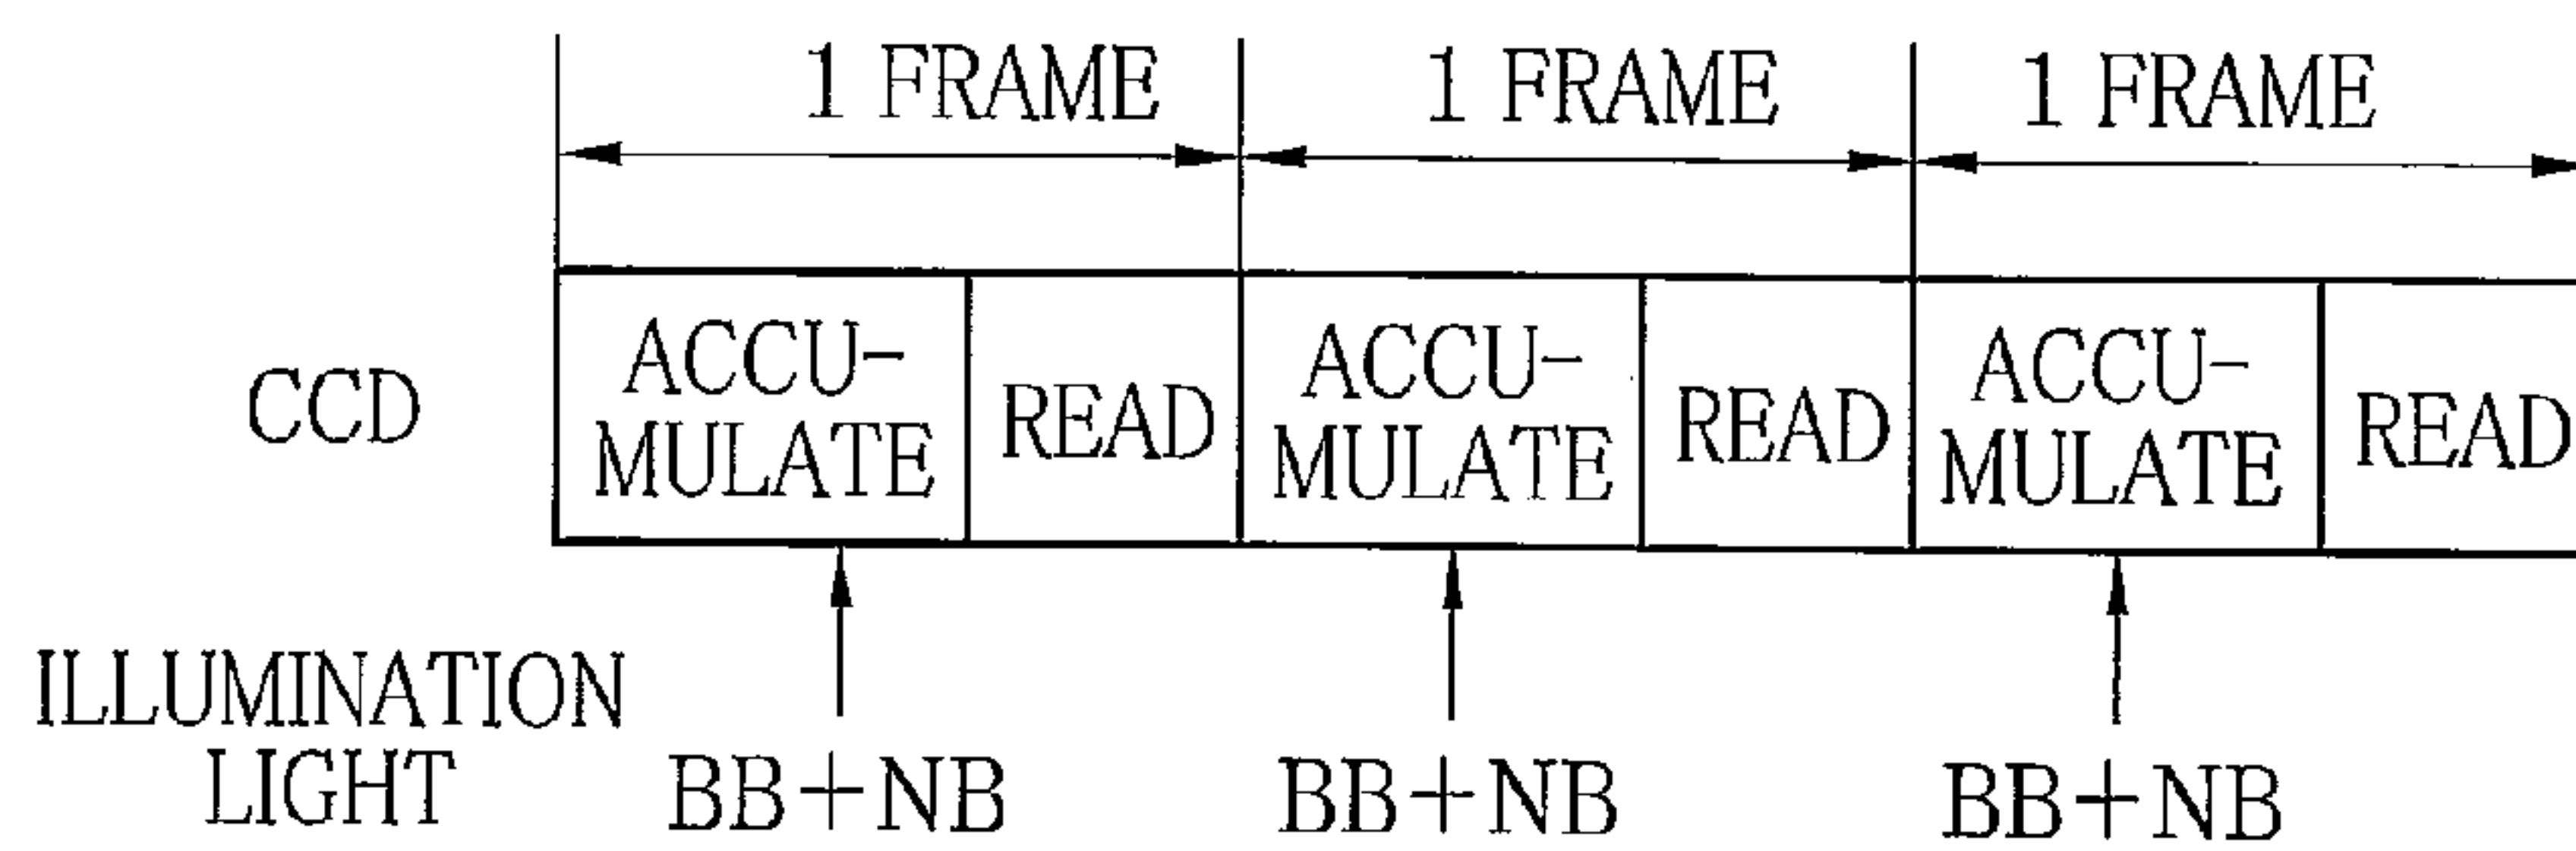 1 FRAME 1 FRAME 1 FRAME
CCD
ACCU-
MULATE
READ
ACCU-
MULATE
READ
ACCU-
MULATE
READ
ILLUMINATION
LIGHT
BB+NB BB+NB BB+NB